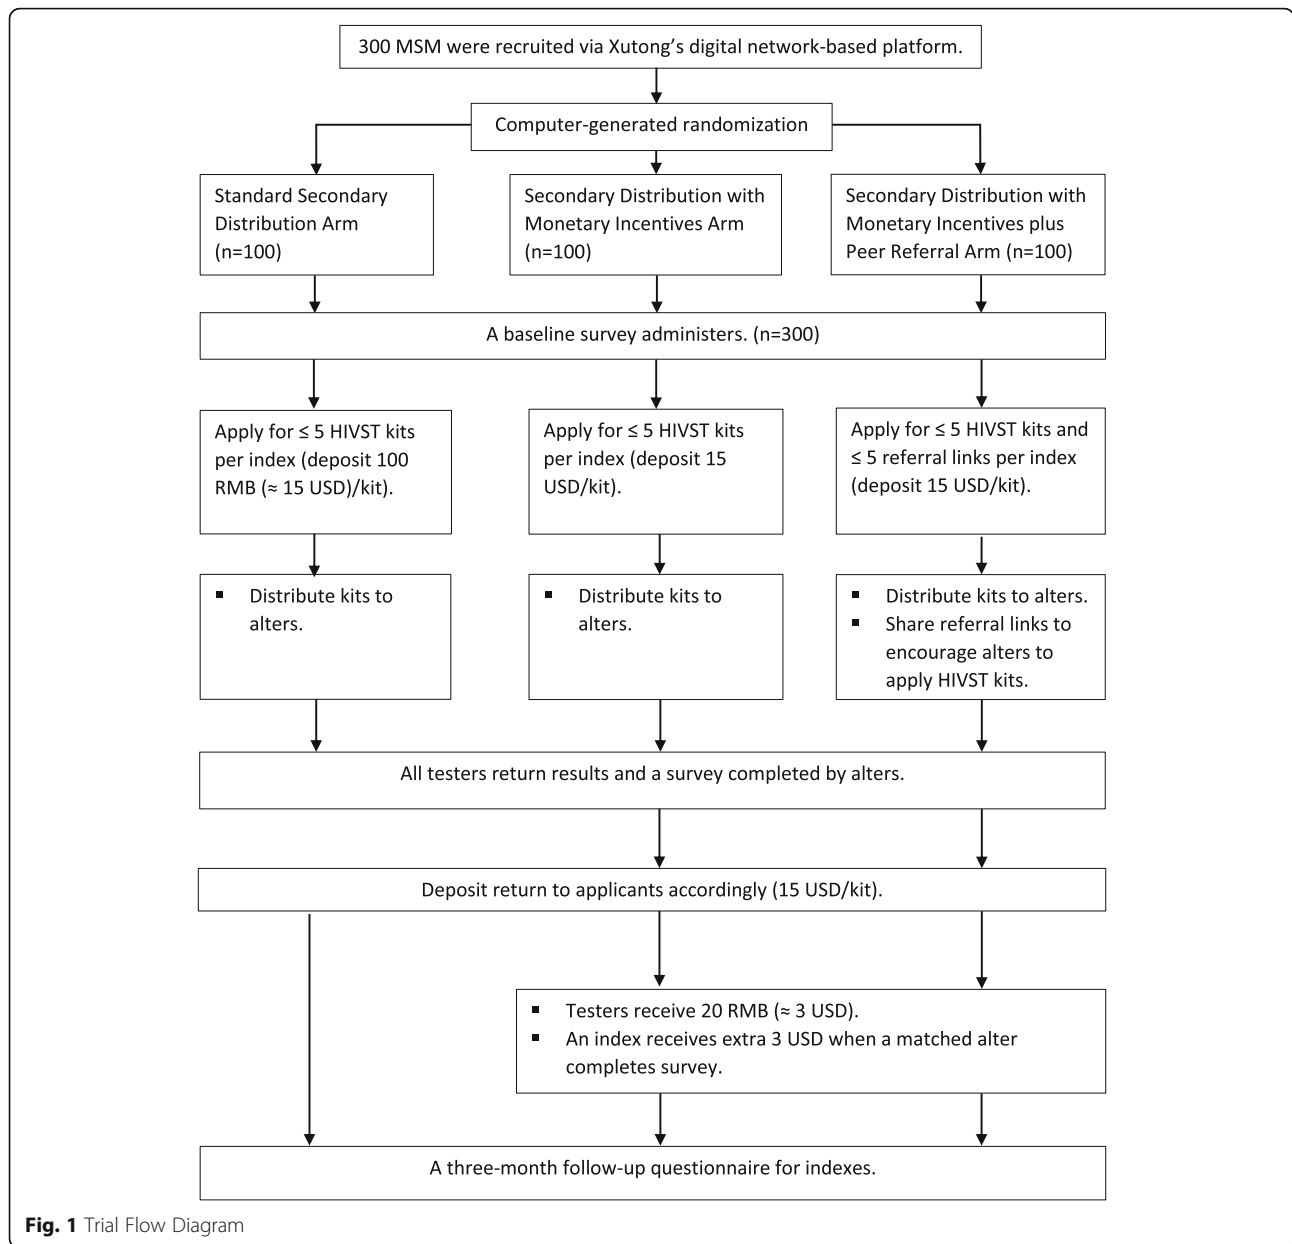 300 MSM were recruited via Xutong's digital network-based platform.
Computer-generated randomization
Standard Secondary
Distribution Arm
(n=100)
Secondary Distribution with
Monetary Incentives Arm
(n=100)
Secondary Distribution with
Monetary Incentives plus
Peer Referral Arm (n=100)
A baseline survey administers. (n=300)
Apply for ≤ 5 HIVST kits
per index (deposit 100
RMB (≈ 15 USD)/kit).
Apply for ≤ 5 HIVST kits
per index (deposit 15
USD/kit).
Apply for ≤ 5 HIVST kits and
≤ 5 referral links per index
(deposit 15 USD/kit).
▪ Distribute kits to
alters.
▪ Distribute kits to
alters.
▪ Distribute kits to alters.
▪ Share referral links to
encourage alters to
apply HIVST kits.
All testers return results and a survey completed by alters.
Deposit return to applicants accordingly (15 USD/kit).
▪ Testers receive 20 RMB (≈ 3 USD).
▪ An index receives extra 3 USD when a matched alter
completes survey.
A three-month follow-up questionnaire for indexes.
Fig. 1 Trial Flow Diagram